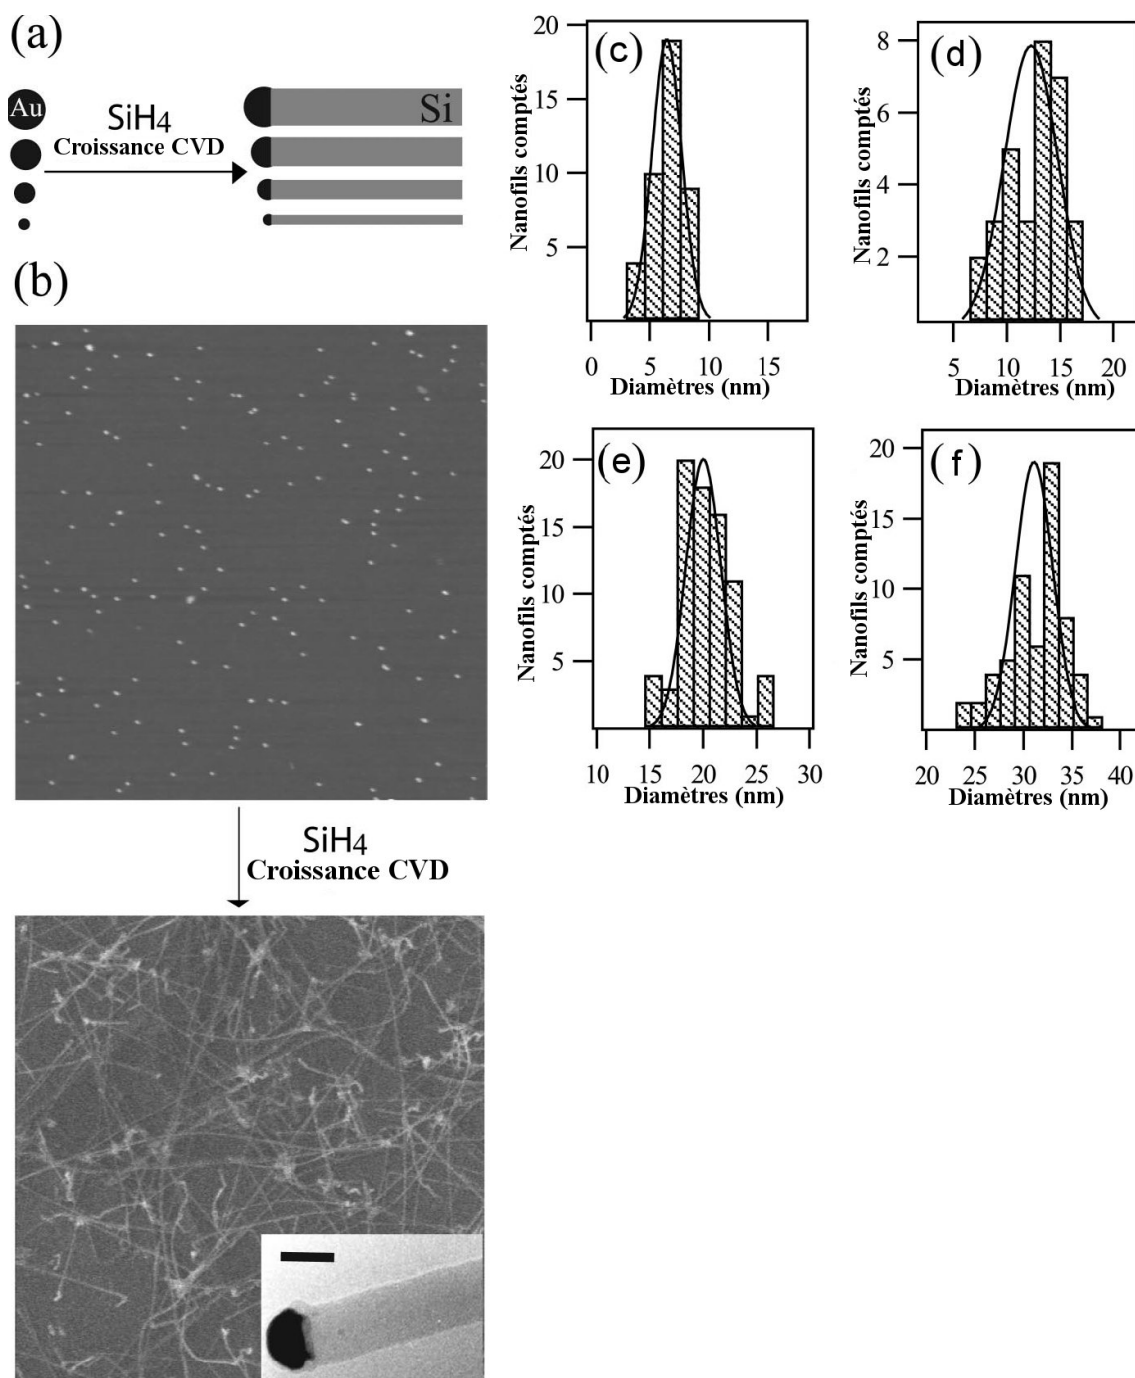 (a)
Au
SiH4
Croissance CVD
Si
(b)
SiH4
Croissance CVD
(c)
Nanofils comptés
20
15
10
5
0 5 10 15
Diamètres (nm)
(d)
Nanofils comptés
8
6
4
2
5 10 15 20
Diamètres (nm)
(e)
Nanofils comptés
20
15
10
5
10 15 20 25 30
Diamètres (nm)
(f)
Nanofils comptés
20
15
10
5
20 25 30 35 40
Diamètres (nm)